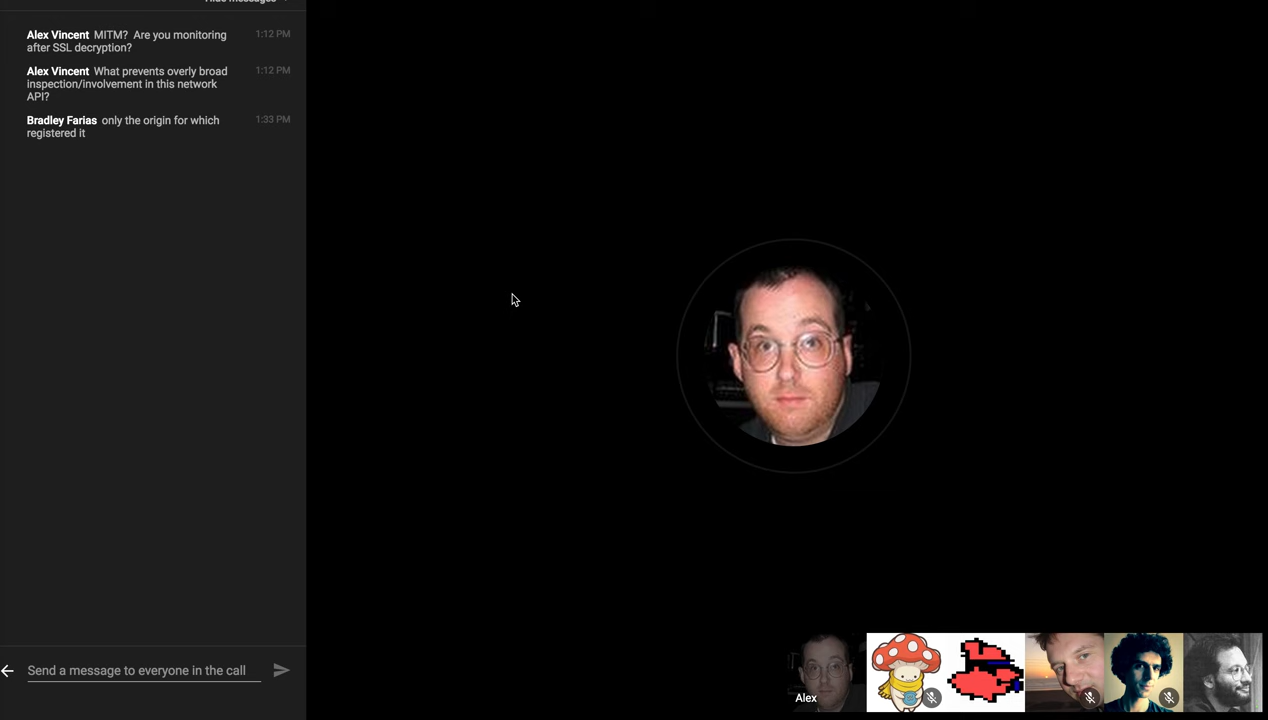 Hide messages
Alex Vincent MITM? Are you monitoring 1:12 PM
after SSL decryption?
Alex Vincent What prevents overly broad 1:12 PM
inspection/involvement in this network
API?
Bradley Farias only the origin for which 1:33 PM
registered it
Send a message to everyone in the call
Alex